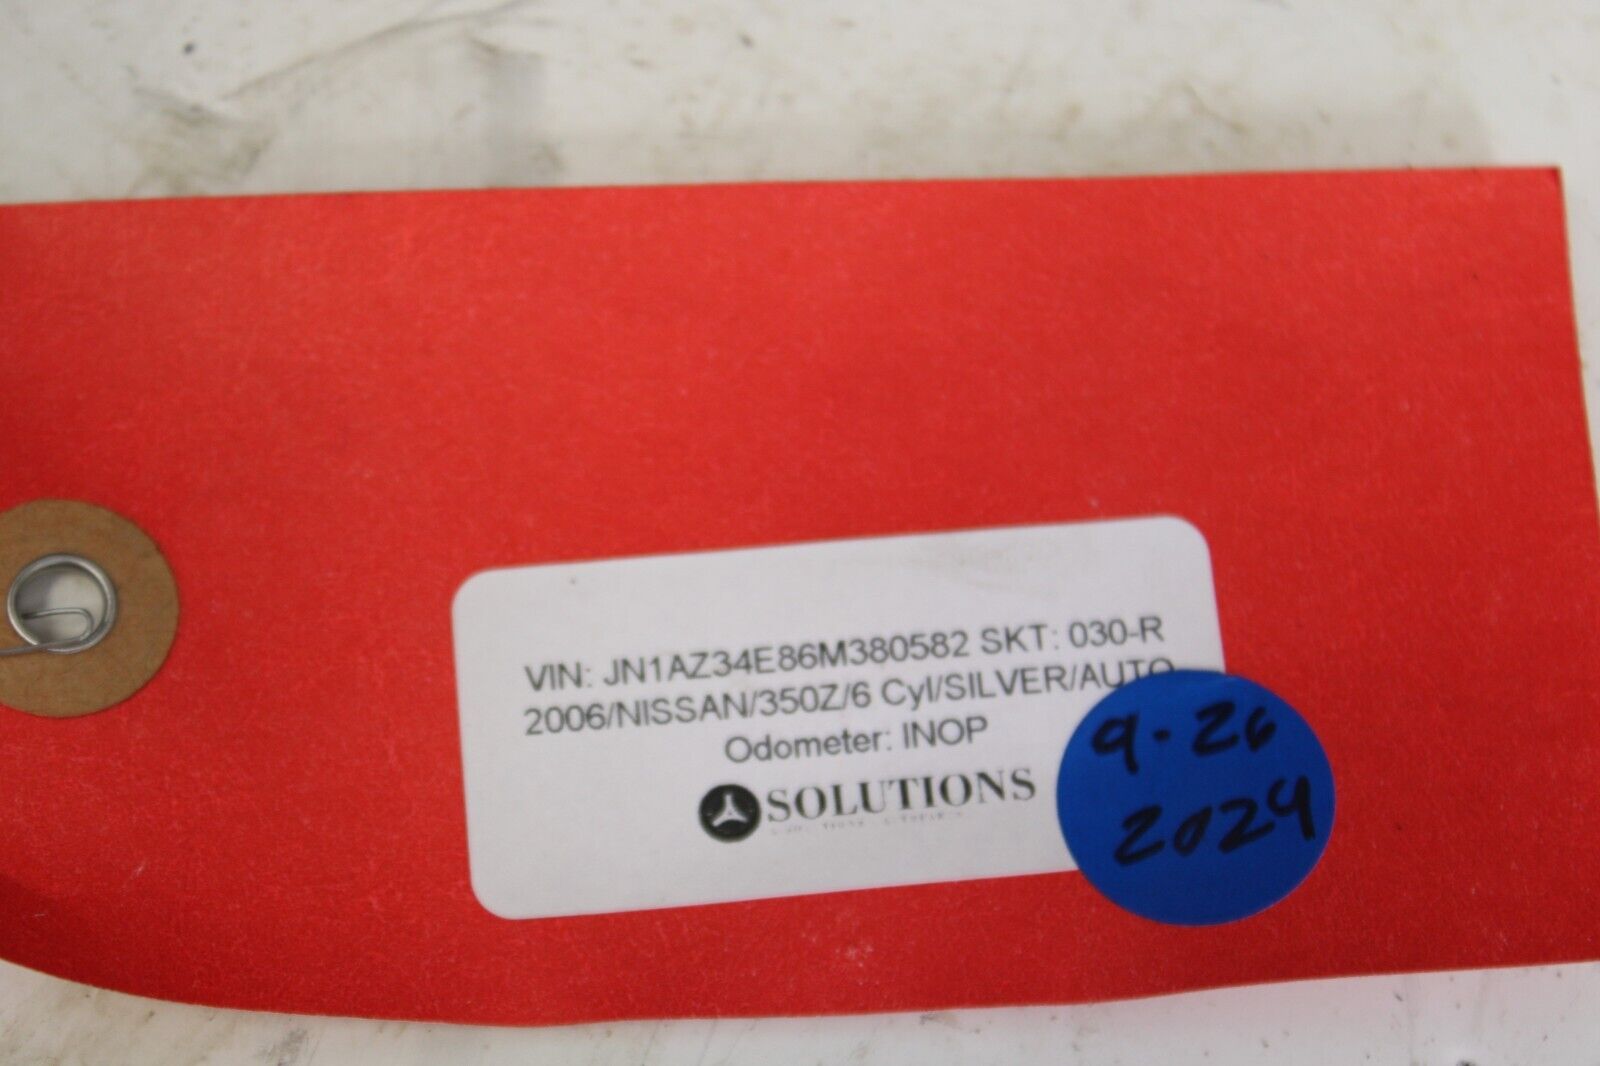 VIN: JN1AZ34E86M380582 SKT: 030-R
2006/NISSAN/350Z/6 Cyl/SILVER/AUTO
Odometer: INOP
SOLUTIONS
9-26
2024